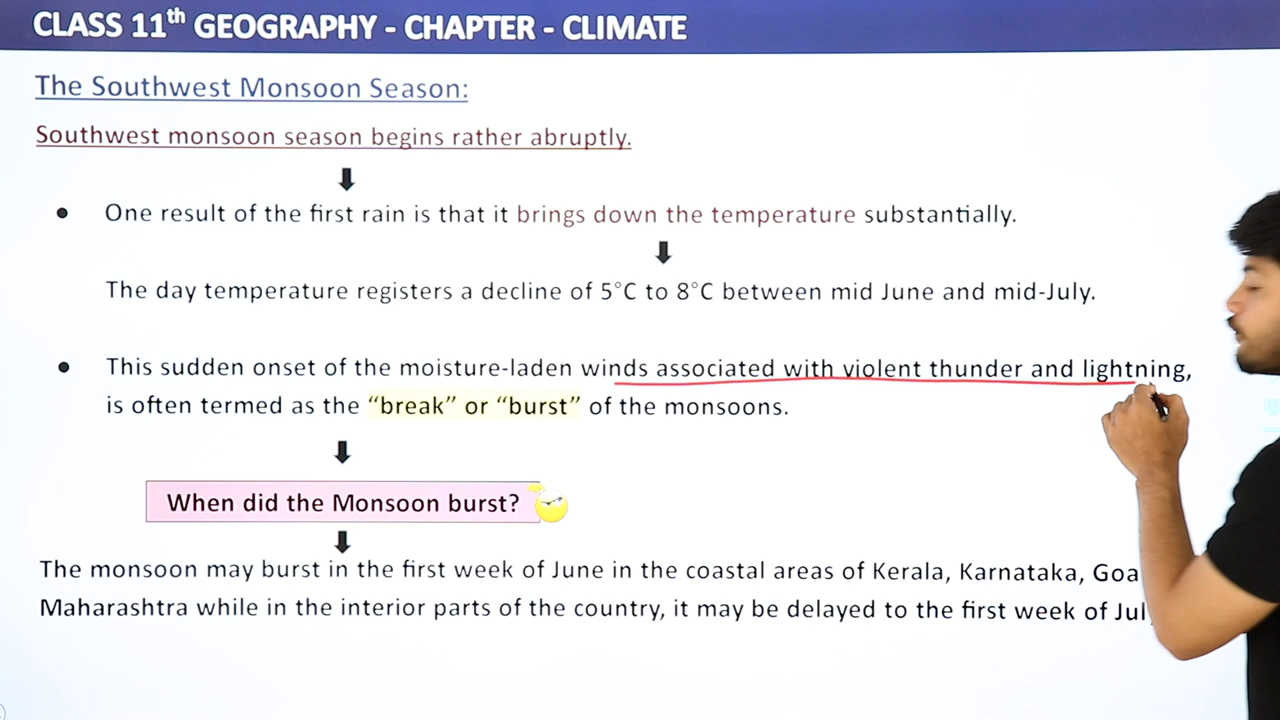 CLASS 11th GEOGRAPHY - CHAPTER - CLIMATE
The Southwest Monsoon Season:
Southwest monsoon season begins rather abruptly.
One result of the first rain is that it brings down the temperature substantially.
The day temperature registers a decline of 5°C to 8°C between mid June and mid-July.
This sudden onset of the moisture-laden winds associated with violent thunder and lightning,
is often termed as the “break” or “burst” of the monsoons.
When did the Monsoon burst?
The monsoon may burst in the first week of June in the coastal areas of Kerala, Karnataka, Goa
Maharashtra while in the interior parts of the country, it may be delayed to the first week of